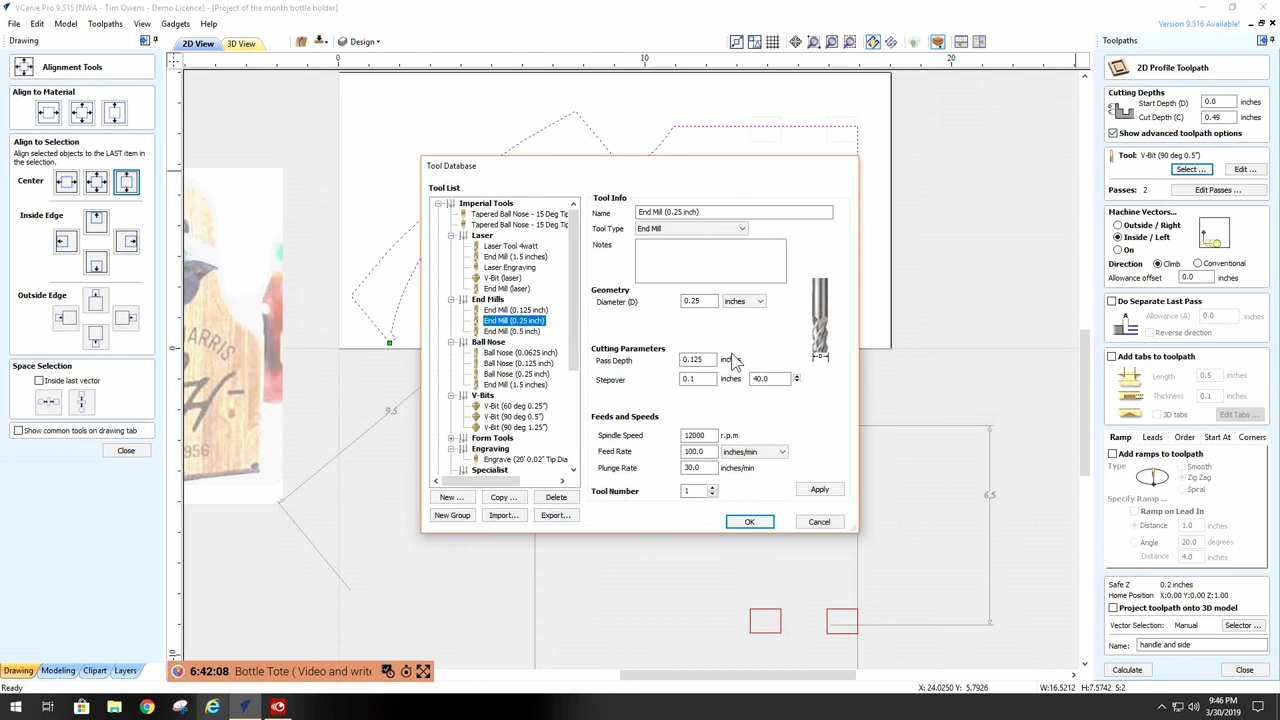 VCarve Pro 9.515 (NWA - Tim Owens - Demo Licence) - [Project of the month bottle holder]
File Edit Model Toolpaths View Gadgets Help
Version 9.516 Available!
Drawing
2D View 3D View
Design
Toolpaths
Alignment Tools
Align to Material
Align to Selection
Align selected objects to the LAST item in the selection.
Center
Inside Edge
Outside Edge
Space Selection
Inside last vector
Show common tools on drawing tab
Close
Drawing Modeling Clipart Layers
Ready
0
10
20
0
10
9.5
6.5
1956
Tool Database
Tool List
Imperial Tools
Tapered Ball Nose - 15 Deg Tip
Tapered Ball Nose - 15 Deg Tip
Laser
Laser Tool 4watt
End Mill (1.5 inches)
Laser Engraving
V-Bit (laser)
End Mill (laser)
End Mills
End Mill (0.125 inch)
End Mill (0.25 inch)
End Mill (0.5 inch)
Ball Nose
Ball Nose (0.0625 inch)
Ball Nose (0.125 inch)
Ball Nose (0.25 inch)
End Mill (1.5 inches)
V-Bits
V-Bit (60 deg 0.25")
V-Bit (90 deg 0.5")
V-Bit (90 deg 1.25")
Form Tools
Engraving
Engrave (20° 0.02" Tip Dia
Specialist
New ... Copy ... Delete
New Group Import... Export...
Tool Info
Name End Mill (0.25 inch)
Tool Type End Mill
Notes
Geometry
Diameter (D) 0.25 inches
D
Cutting Parameters
Pass Depth 0.125 inches
Stepover 0.1 inches 40.0
Feeds and Speeds
Spindle Speed 12000 r.p.m
Feed Rate 100.0 inches/min
Plunge Rate 30.0 inches/min
Tool Number 1
Apply
OK Cancel
2D Profile Toolpath
Cutting Depths
Start Depth (D) 0.0 inches
Cut Depth (C) 0.49 inches
Show advanced toolpath options
Tool: V-Bit (90 deg 0.5")
Select ... Edit ...
Passes: 2 Edit Passes ...
Machine Vectors...
Outside / Right
Inside / Left
On
Direction Climb Conventional
Allowance offset 0.0 inches
Do Separate Last Pass
Allowance (A) 0.0 inches
Reverse direction
Add tabs to toolpath
Length 0.5 inches
Thickness 0.1 inches
3D tabs Edit Tabs ...
Ramp Leads Order Start At Corners
Add ramps to toolpath
Type
Smooth
Zig Zag
Spiral
Specify Ramp ...
Ramp on Lead In
Distance 1.0 inches
Angle 20.0 degrees
Distance 4.0 inches
Safe Z 0.2 inches
Home Position X:0.00 Y:0.00 Z:1.00
Project toolpath onto 3D model
Vector Selection: Manual Selector ...
Name: handle and side
Calculate Close
6:42:08 Bottle Tote ( Video and write
X: 24.0250 Y: 5.7926 W:16.5212 H:7.5742 S:2
9:46 PM
3/30/2019